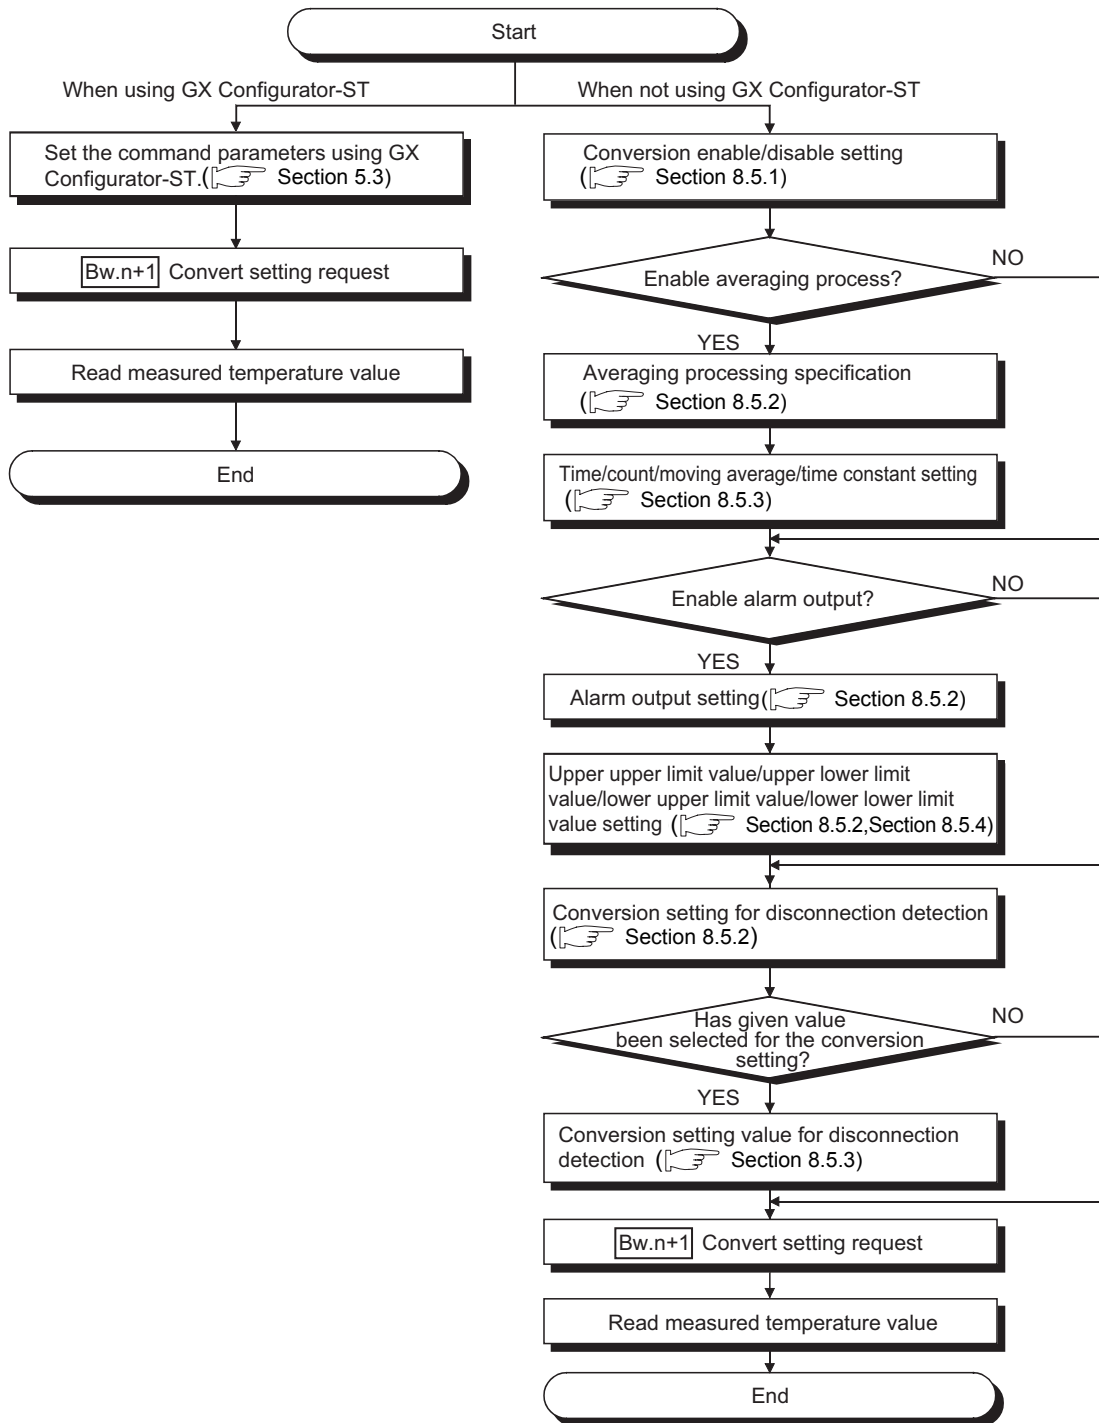 Start
When using GX Configurator-ST
When not using GX Configurator-ST
Set the command parameters using GX
Configurator-ST.( Section 5.3)
Bw.n+1 Convert setting request
Read measured temperature value
End
Conversion enable/disable setting
( Section 8.5.1)
Enable averaging process?
NO
YES
Averaging processing specification
( Section 8.5.2)
Time/count/moving average/time constant setting
( Section 8.5.3)
Enable alarm output?
NO
YES
Alarm output setting( Section 8.5.2)
Upper upper limit value/upper lower limit
value/lower upper limit value/lower lower limit
value setting ( Section 8.5.2,Section 8.5.4)
Conversion setting for disconnection detection
( Section 8.5.2)
Has given value
been selected for the conversion
setting?
NO
YES
Conversion setting value for disconnection
detection ( Section 8.5.3)
Bw.n+1 Convert setting request
Read measured temperature value
End